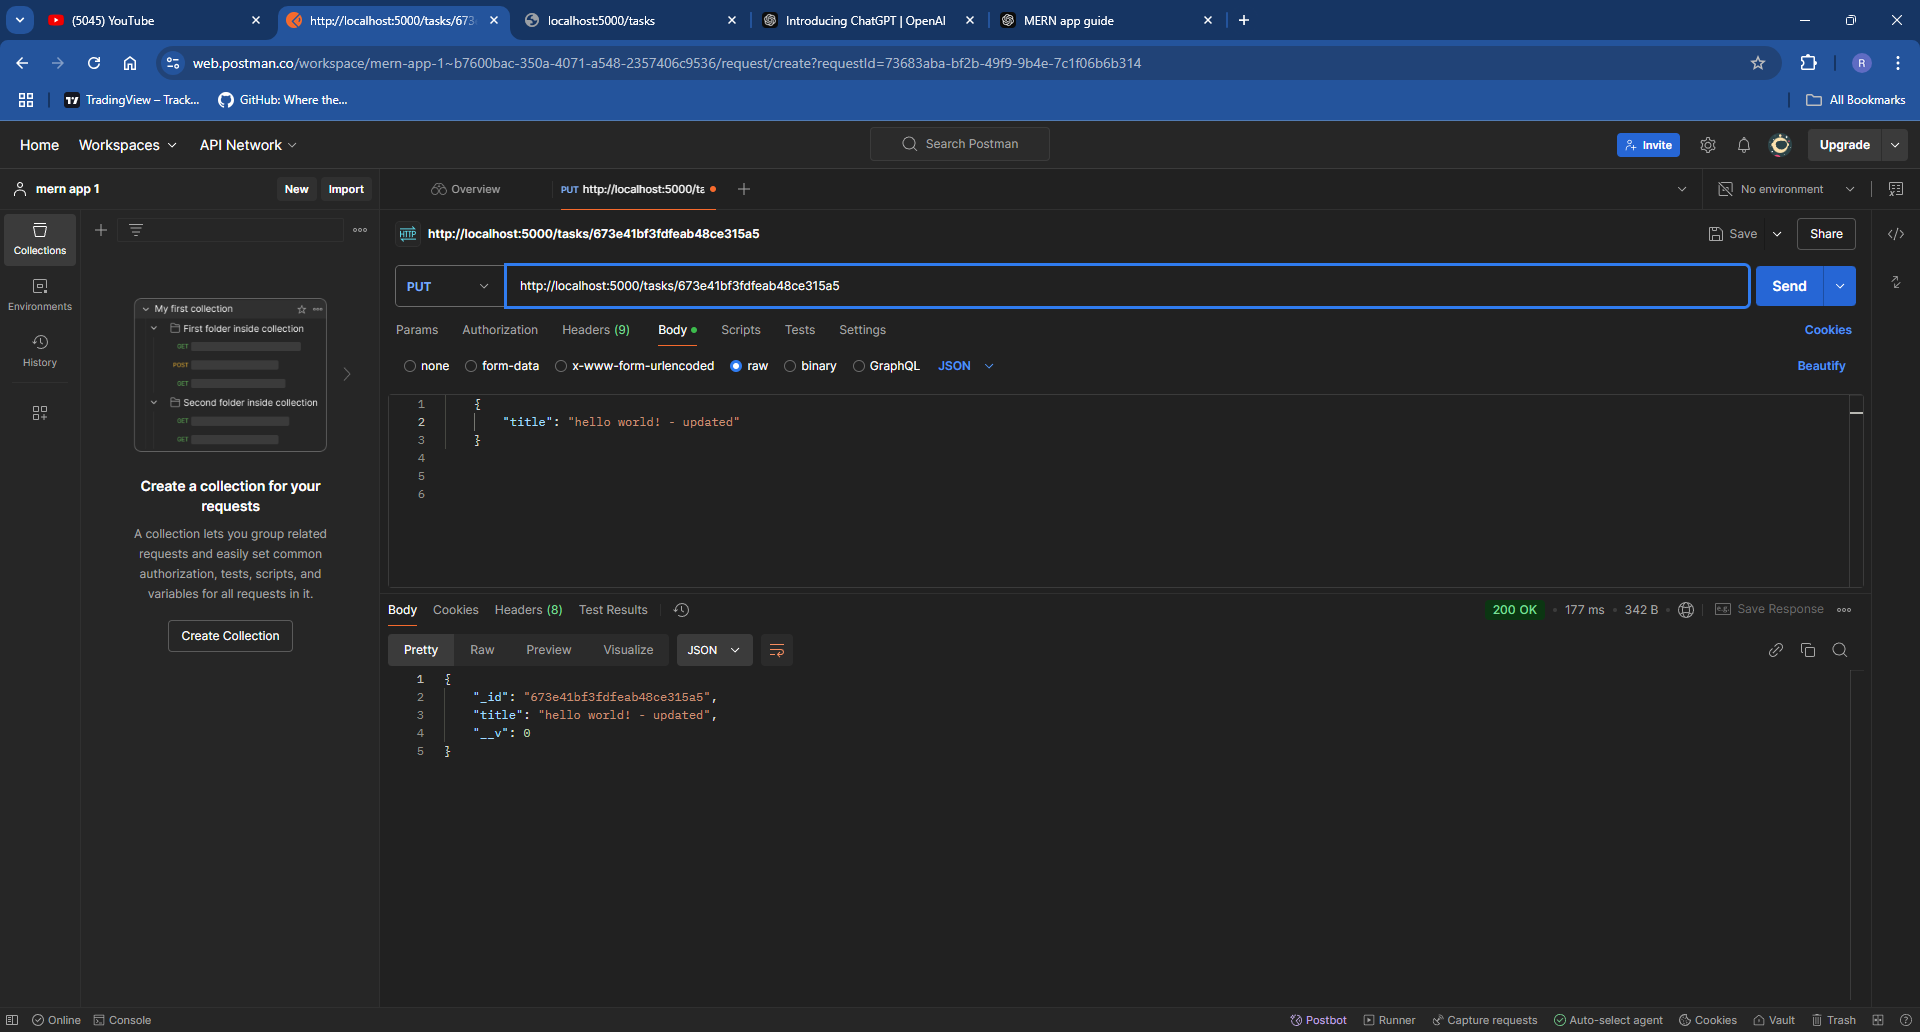 (5045) YouTube
http://localhost:5000/tasks/673
localhost:5000/tasks
Introducing ChatGPT | OpenAI
MERN app guide
web.postman.co/workspace/mern-app-1~b7600bac-350a-4071-a548-2357406c9536/request/create?requestId=73683aba-bf2b-49f9-9b4e-7c1f06b6b314
R
TradingView – Track...
GitHub: Where the...
All Bookmarks
Home
Workspaces
API Network
Search Postman
Invite
Upgrade
mern app 1
New
Import
Overview
PUT http://localhost:5000/ta
No environment
Collections
Environments
History
My first collection
First folder inside collection
GET
POST
GET
Second folder inside collection
GET
GET
Create a collection for your
requests
A collection lets you group related
requests and easily set common
authorization, tests, scripts, and
variables for all requests in it.
Create Collection
HTTP http://localhost:5000/tasks/673e41bf3fdfeab48ce315a5
Save
Share
PUT
http://localhost:5000/tasks/673e41bf3fdfeab48ce315a5
Send
Params
Authorization
Headers (9)
Body
Scripts
Tests
Settings
Cookies
none
form-data
x-www-form-urlencoded
raw
binary
GraphQL
JSON
Beautify
1 {
2 "title": "hello world! - updated"
3 }
4
5
6
Body
Cookies
Headers (8)
Test Results
200 OK
177 ms
342 B
e.g.
Save Response
Pretty
Raw
Preview
Visualize
JSON
1 {
2 "_id": "673e41bf3fdfeab48ce315a5",
3 "title": "hello world! - updated",
4 "__v": 0
5 }
Online
Console
Postbot
Runner
Capture requests
Auto-select agent
Cookies
Vault
Trash